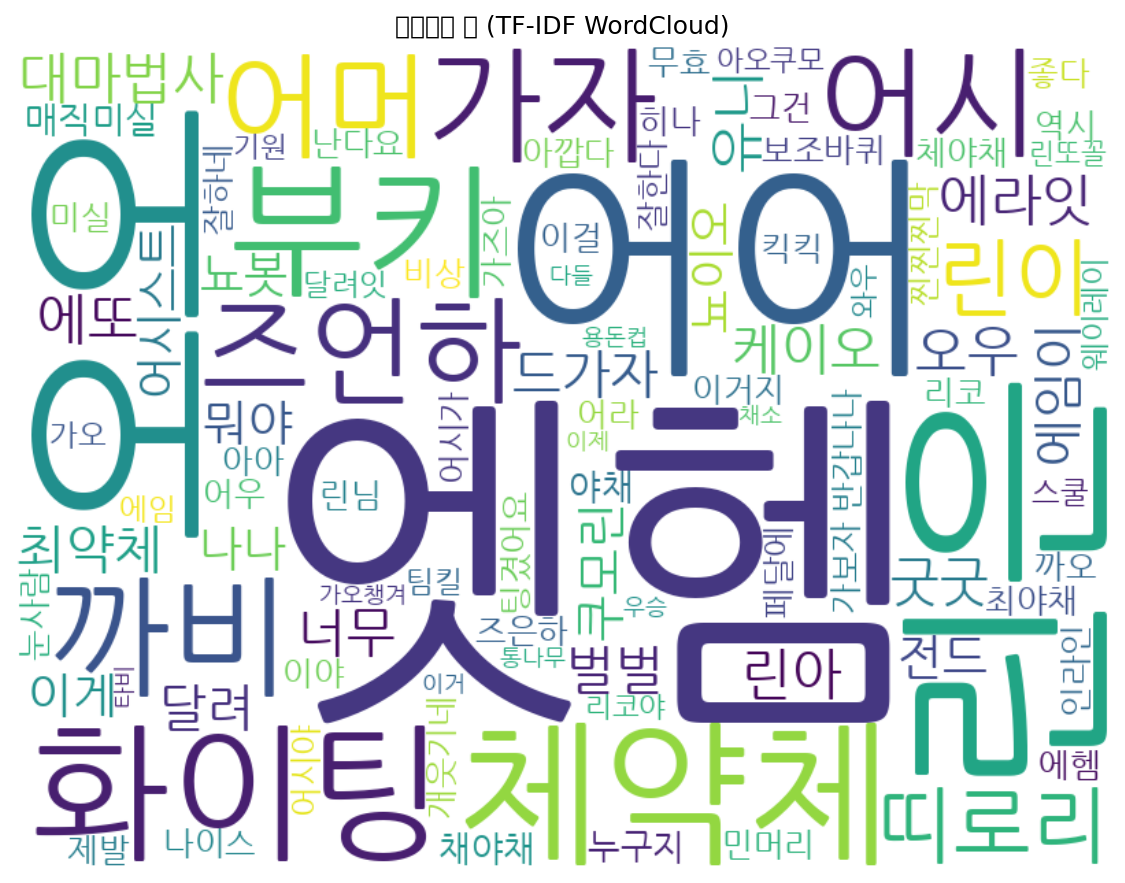 (TF-IDF WordCloud)
대마법사
어머
가자
무효
아오쿠모
어시
좋다
매직미실
기원
난다요
아깝다
히나
유니
그건
보조바퀴
체야채
역시
린또꼴
어어
미실
잘하네
부키
가즈아
어어
이걸
다들
잘한다
킥킥
와우
찐찐막
에라잇
린이
뇨봇
달려잇
비상
뇨이오
에또
어시스트
즈언하
용돈컵
드가자
케이오
오우
웨이레이
에임이
이거지
리코
가오
뭐야
아아
어시가
엣헴
어라
이제
채소
가보자
반갑나나
린이
스쿨
에임
어우
린님
야채
최약체
나나
팅겼어요
쿠모린
페달에
굿굿
까오
눈사람
까비
가오챙겨
팀킬
우승
최야채
너무
즈은하
통나무
벌벌
린아
전드
인라인
이게
타비
달려
이야
이거
리코야
에헴
화이팅
어시야
개웃기네
체약체
띠로리
제발
나이스
채야채
누구지
민머리